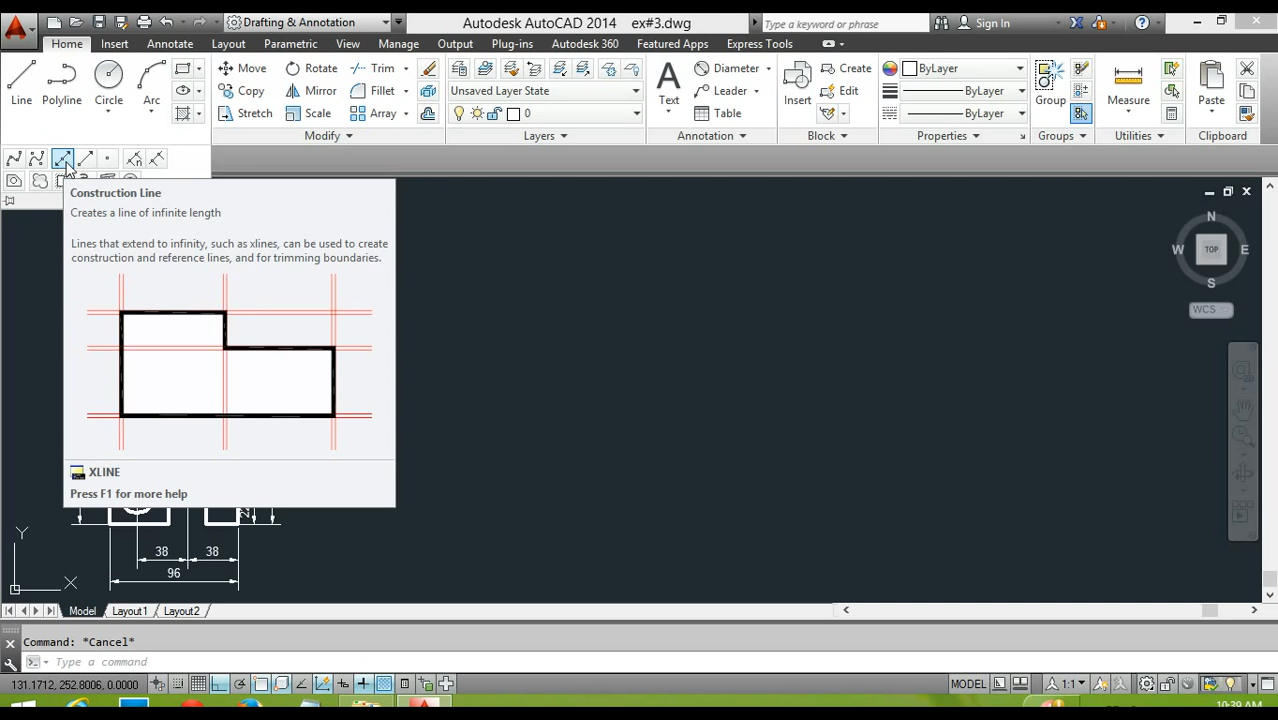 Drafting & Annotation
Autodesk AutoCAD 2014 ex#3.dwg
Type a keyword or phrase
Sign In
Home Insert Annotate Layout Parametric View Manage Output Plug-ins Autodesk 360 Featured Apps Express Tools
Line
Polyline
Circle
Arc
Move Rotate Trim
Copy Mirror Fillet
Stretch Scale Array
Modify
Unsaved Layer State
0
Layers
Text
Diameter
Leader
Table
Annotation
Insert
Create
Edit
Block
ByLayer
ByLayer
ByLayer
Properties
Group
Groups
Measure
Utilities
Paste
Clipboard
Construction Line
Creates a line of infinite length
Lines that extend to infinity, such as xlines, can be used to create
construction and reference lines, and for trimming boundaries.
XLINE
Press F1 for more help
N
W TOP E
S
WCS
Y
X
38 38
96
Model Layout1 Layout2
Command: *Cancel*
Type a command
131.1712, 252.8006, 0.0000
MODEL
1:1
10:39 AM